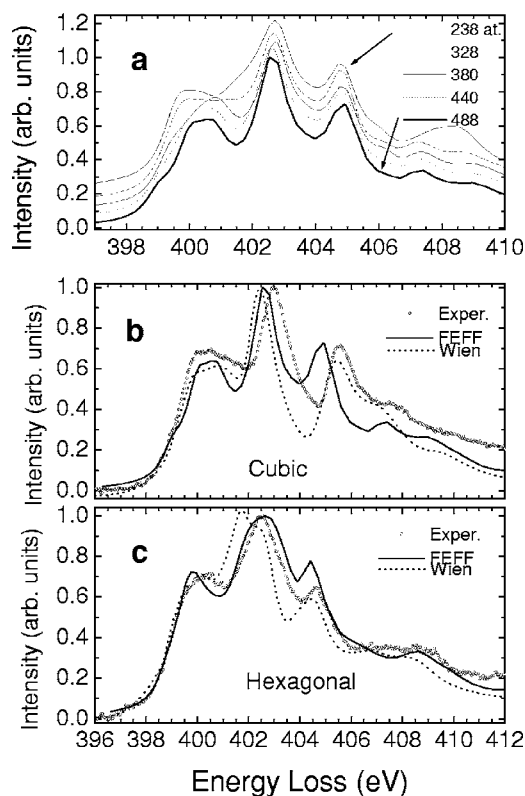 a
Intensity (arb. units)
1.2
1.0
0.8
0.6
0.4
0.2
0.0
238 at.
328
380
440
488
398 400 402 404 406 408 410
b
Intensity (arb. units)
1.0
0.8
0.6
0.4
0.2
0.0
Exper.
FEFF
Wien
Cubic
c
Intensity (arb. units)
1.0
0.8
0.6
0.4
0.2
0.0
Exper.
FEFF
Wien
Hexagonal
396 398 400 402 404 406 408 410 412
Energy Loss (eV)